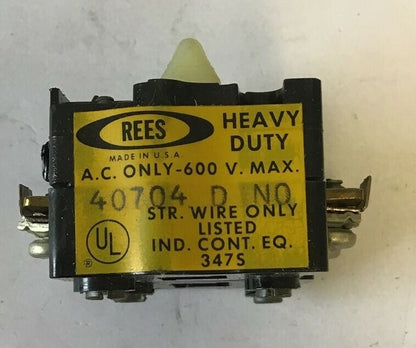 REES
HEAVY
DUTY
MADE IN U.S.A
A.C. ONLY-600 V. MAX.
40704 D NO
STR. WIRE ONLY
UL LISTED
®
IND. CONT. EQ.
347S